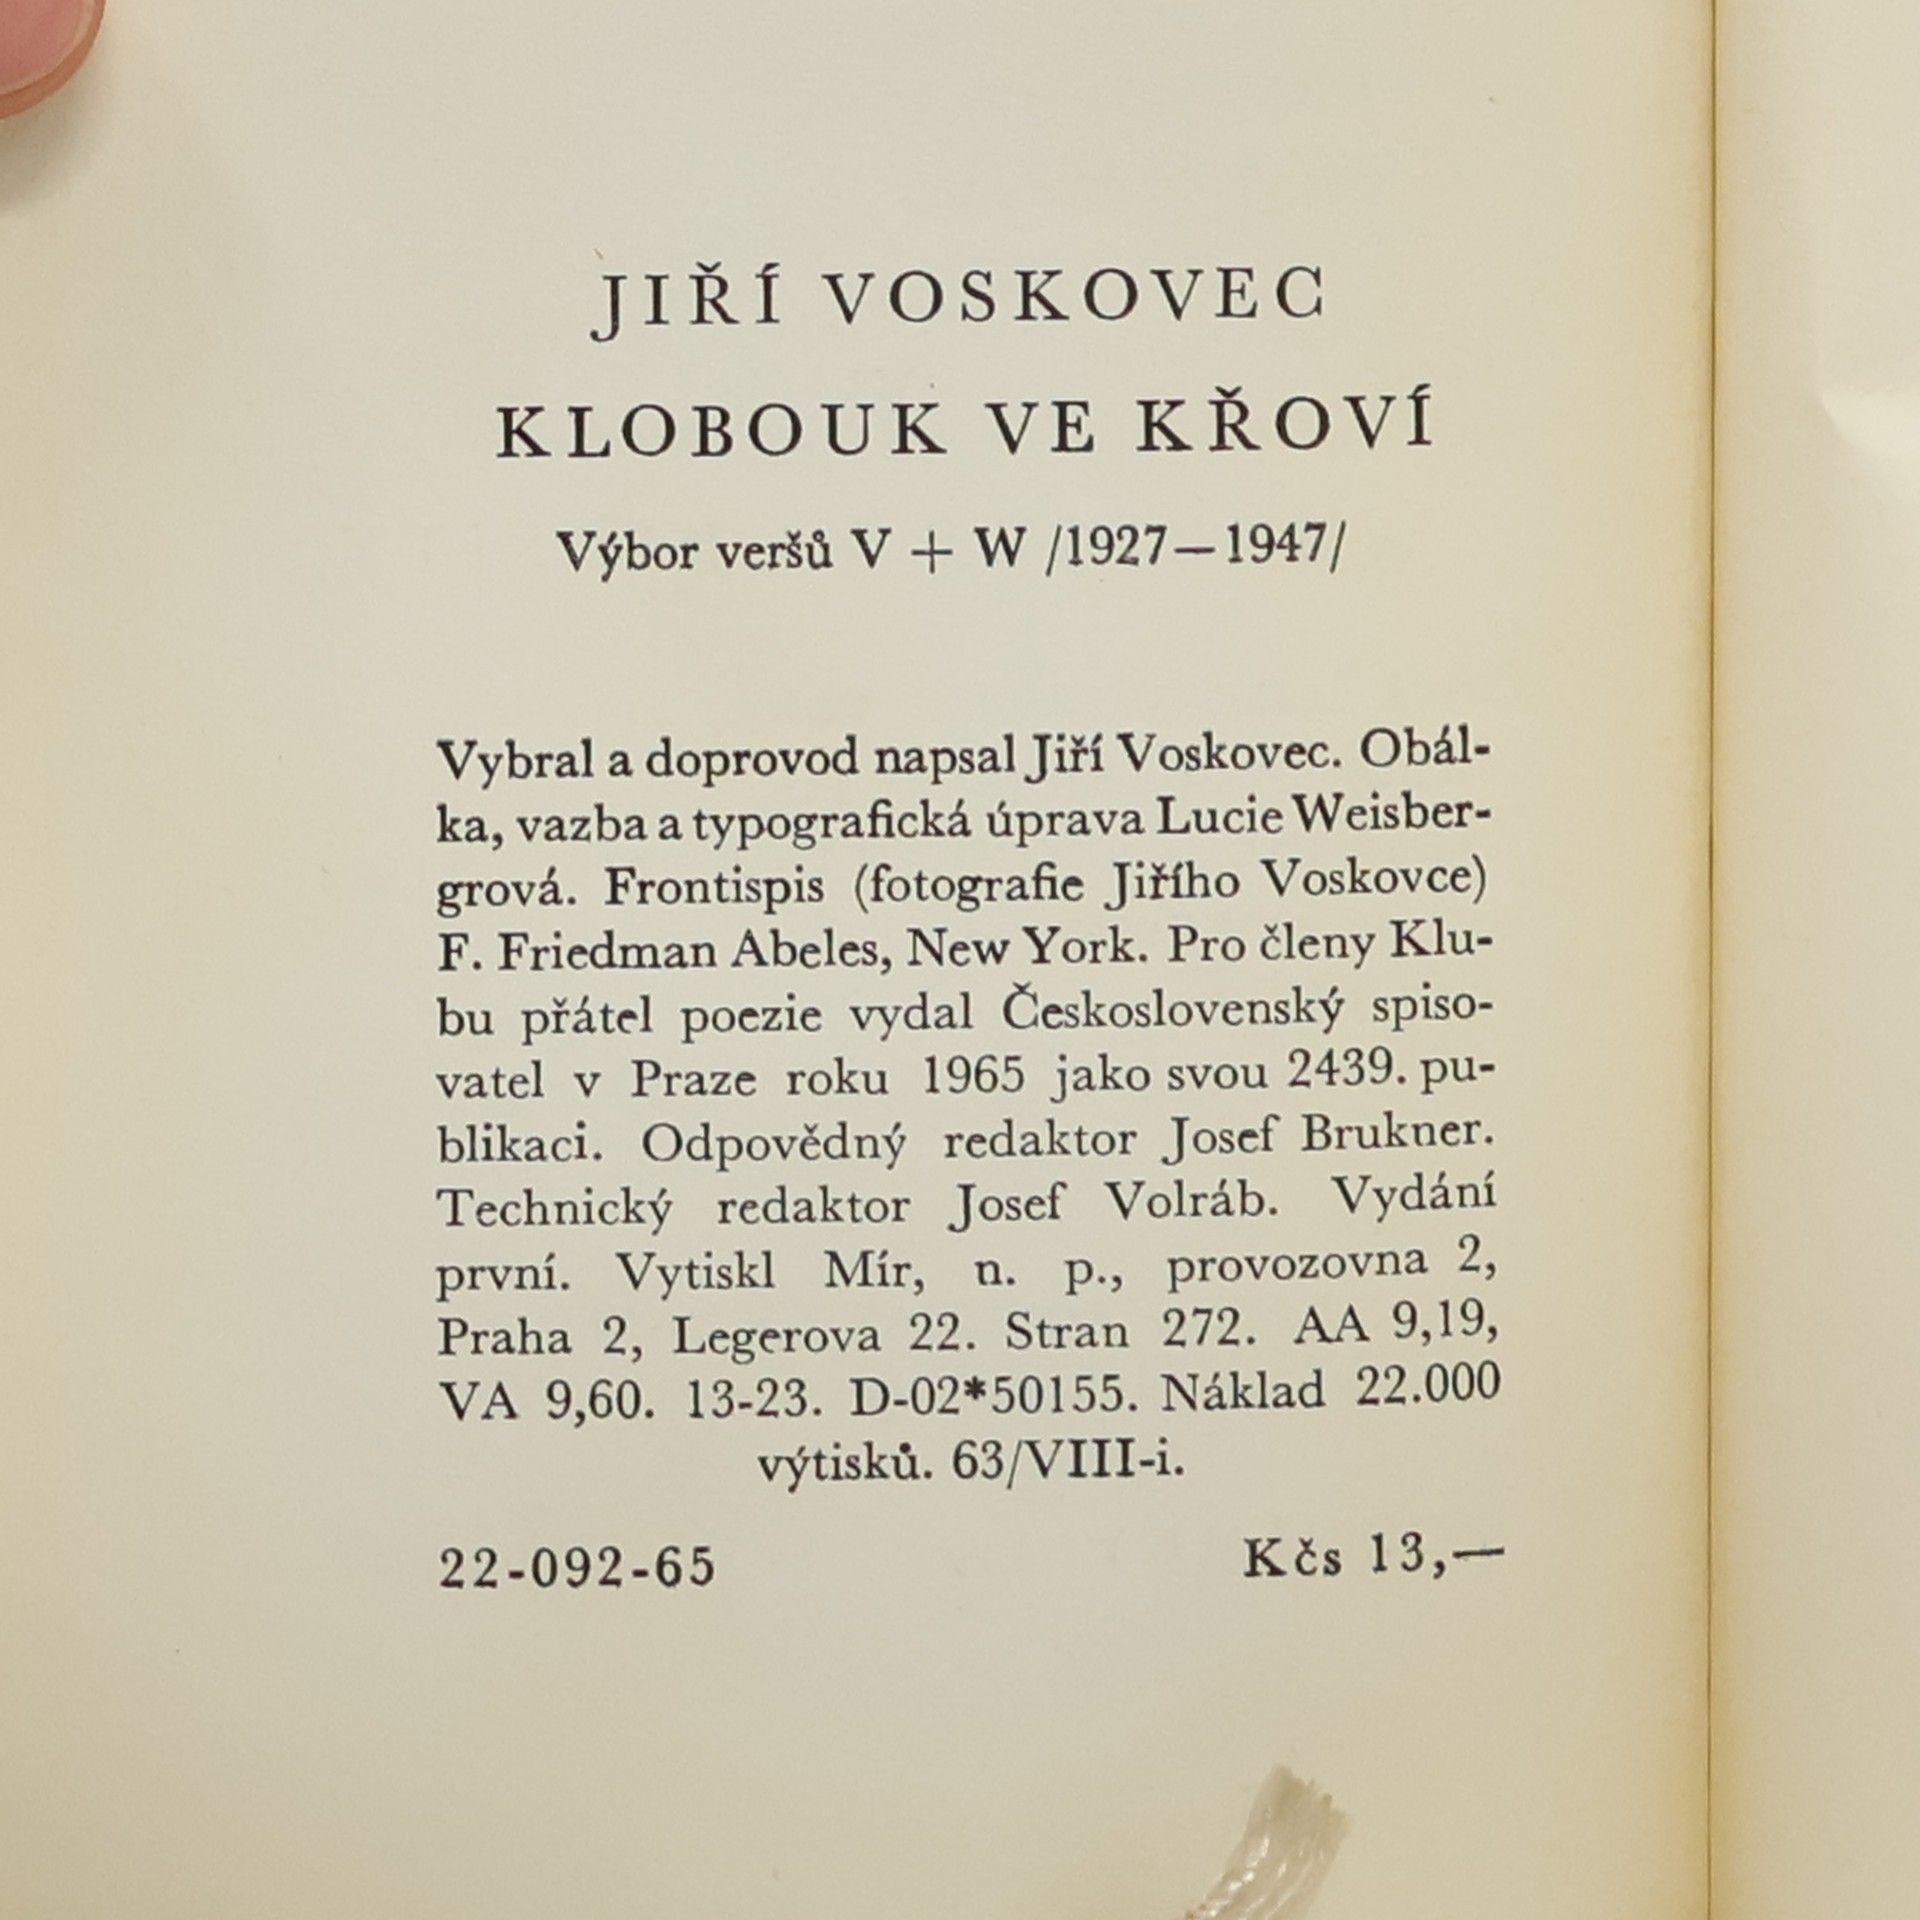 JIŘÍ VOSKOVEC
KLOBOUK VE KŘOVÍ
Výbor veršů V + W /1927—1947/
Vybral a doprovod napsal Jiří Voskovec. Obál-
ka, vazba a typografická úprava Lucie Weisber-
grová. Frontispis (fotografie Jiřího Voskovce)
F. Friedman Abeles, New York. Pro členy Klu-
bu přátel poezie vydal Československý spiso-
vatel v Praze roku 1965 jako svou 2439. pu-
blikaci. Odpovědný redaktor Josef Brukner.
Technický redaktor Josef Volráb. Vydání
první. Vytiskl Mír, n. p., provozovna 2,
Praha 2, Legerova 22. Stran 272. AA 9,19,
VA 9,60. 13-23. D-02*50155. Náklad 22.000
výtisků. 63/VIII-i.
22-092-65
Kčs 13,—